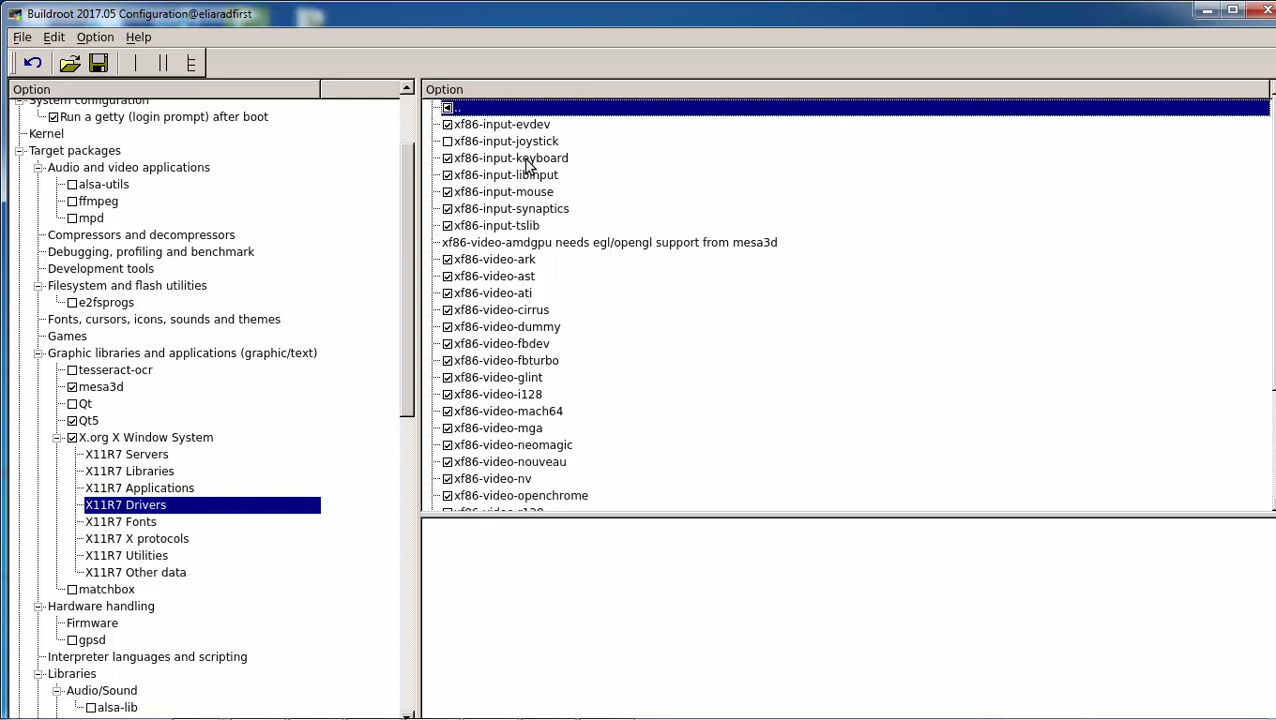 Buildroot 2017.05 Configuration@eliaradfirst
File Edit Option Help
Option
System configuration
Run a getty (login prompt) after boot
Kernel
Target packages
Audio and video applications
alsa-utils
ffmpeg
mpd
Compressors and decompressors
Debugging, profiling and benchmark
Development tools
Filesystem and flash utilities
e2fsprogs
Fonts, cursors, icons, sounds and themes
Games
Graphic libraries and applications (graphic/text)
tesseract-ocr
mesa3d
Qt
Qt5
X.org X Window System
X11R7 Servers
X11R7 Libraries
X11R7 Applications
X11R7 Drivers
X11R7 Fonts
X11R7 X protocols
X11R7 Utilities
X11R7 Other data
matchbox
Hardware handling
Firmware
gpsd
Interpreter languages and scripting
Libraries
Audio/Sound
alsa-lib
Option
..
xf86-input-evdev
xf86-input-joystick
xf86-input-keyboard
xf86-input-libinput
xf86-input-mouse
xf86-input-synaptics
xf86-input-tslib
xf86-video-amdgpu needs egl/opengl support from mesa3d
xf86-video-ark
xf86-video-ast
xf86-video-ati
xf86-video-cirrus
xf86-video-dummy
xf86-video-fbdev
xf86-video-fbturbo
xf86-video-glint
xf86-video-i128
xf86-video-mach64
xf86-video-mga
xf86-video-neomagic
xf86-video-nouveau
xf86-video-nv
xf86-video-openchrome
xf86-video-r128